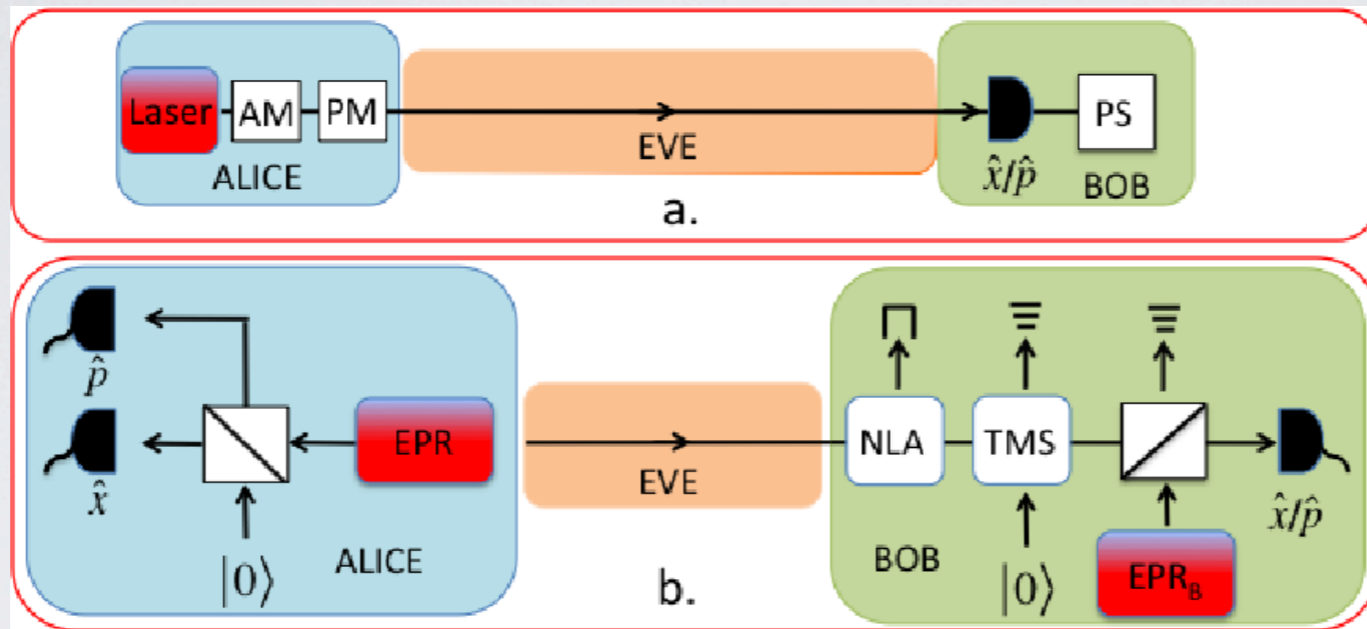 Laser AM PM PS
EVE
ALICE x̂/p̂ BOB
a.
p̂
EPR NLA TMS
x̂ EVE x̂/p̂
|0⟩ ALICE BOB |0⟩ EPR_B
b.